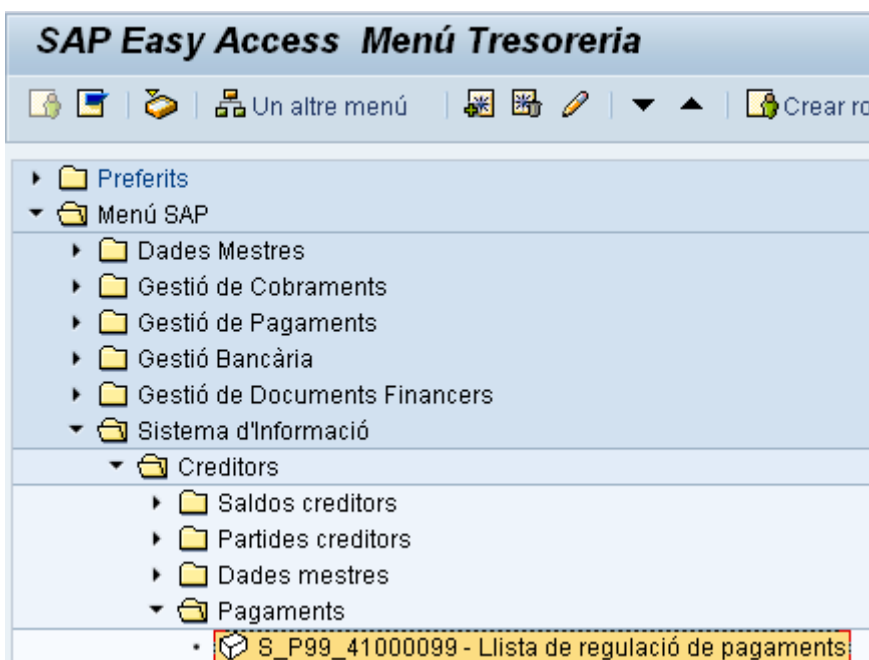 SAP Easy Access Menú Tresoreria
Un altre menú Crear ro
Preferits
Menú SAP
Dades Mestres
Gestió de Cobraments
Gestió de Pagaments
Gestió Bancària
Gestió de Documents Financers
Sistema d'Informació
Creditors
Saldos creditors
Partides creditors
Dades mestres
Pagaments
S_P99_41000099 - Llista de regulació de pagaments